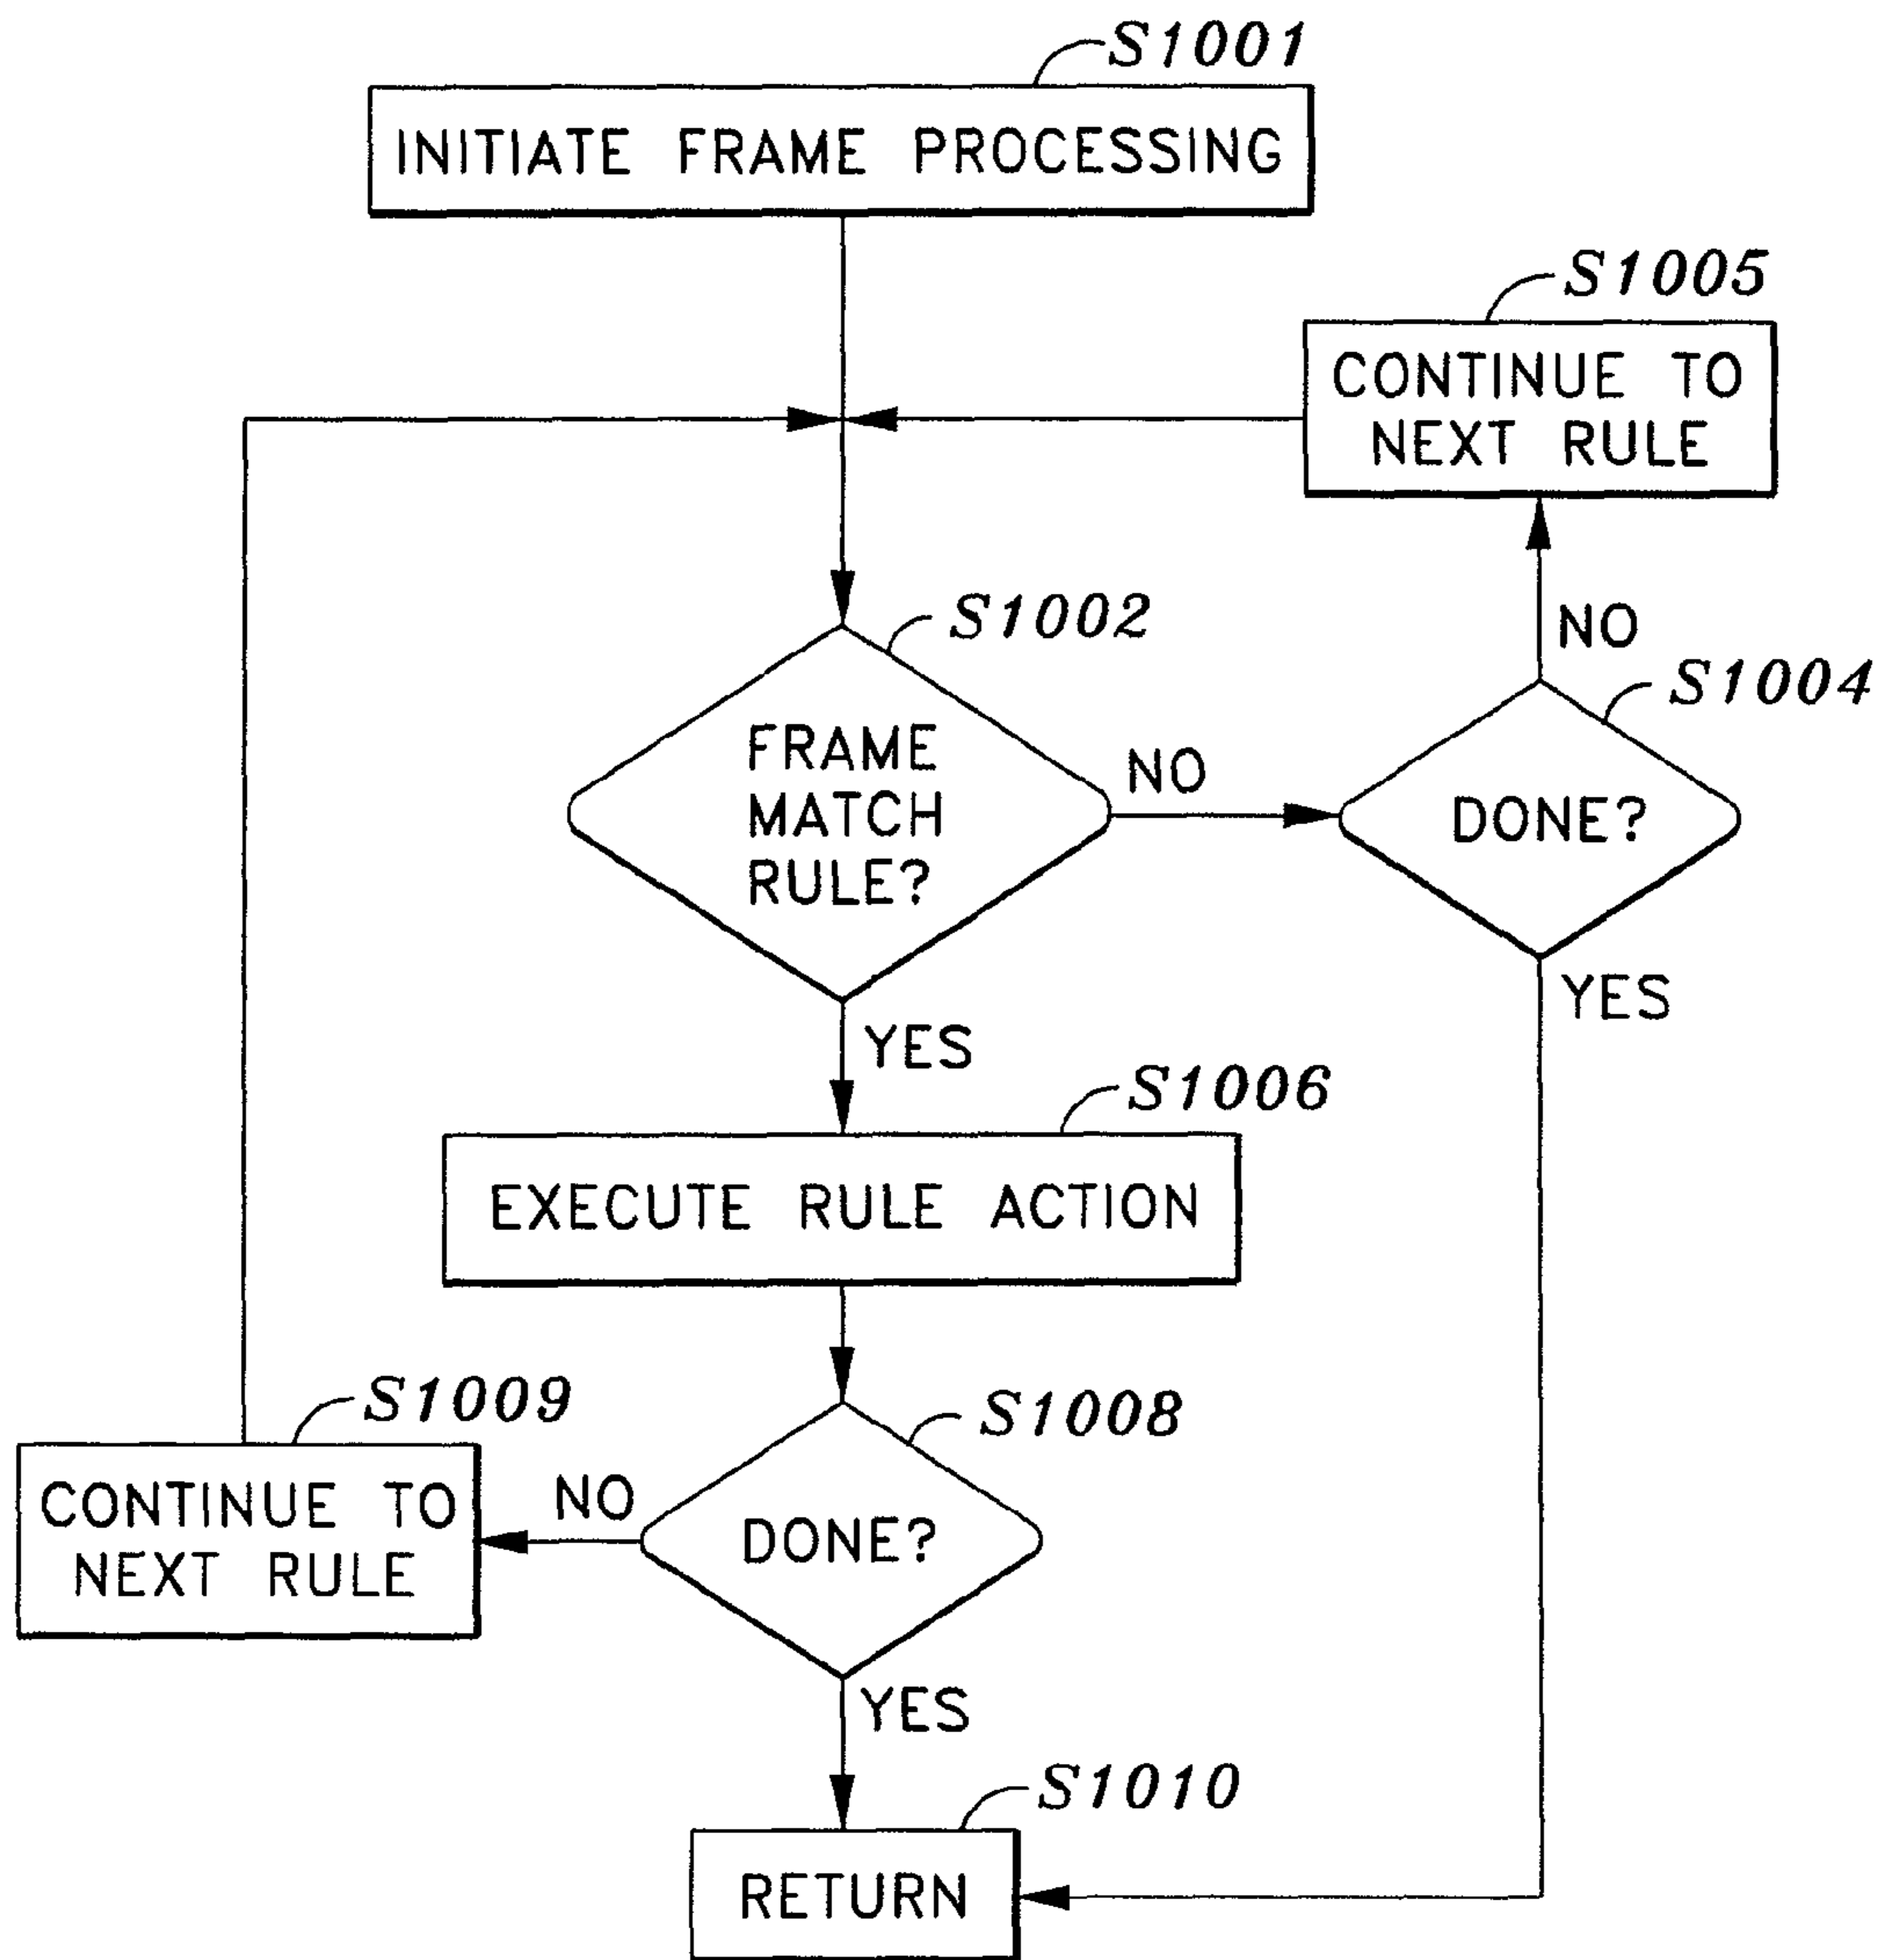 S1001
INITIATE FRAME PROCESSING
S1005
CONTINUE TO
NEXT RULE
NO
S1002
S1004
FRAME
MATCH
RULE?
NO
DONE?
YES
YES
S1006
EXECUTE RULE ACTION
S1009
S1008
CONTINUE TO
NEXT RULE
NO
DONE?
YES
S1010
RETURN